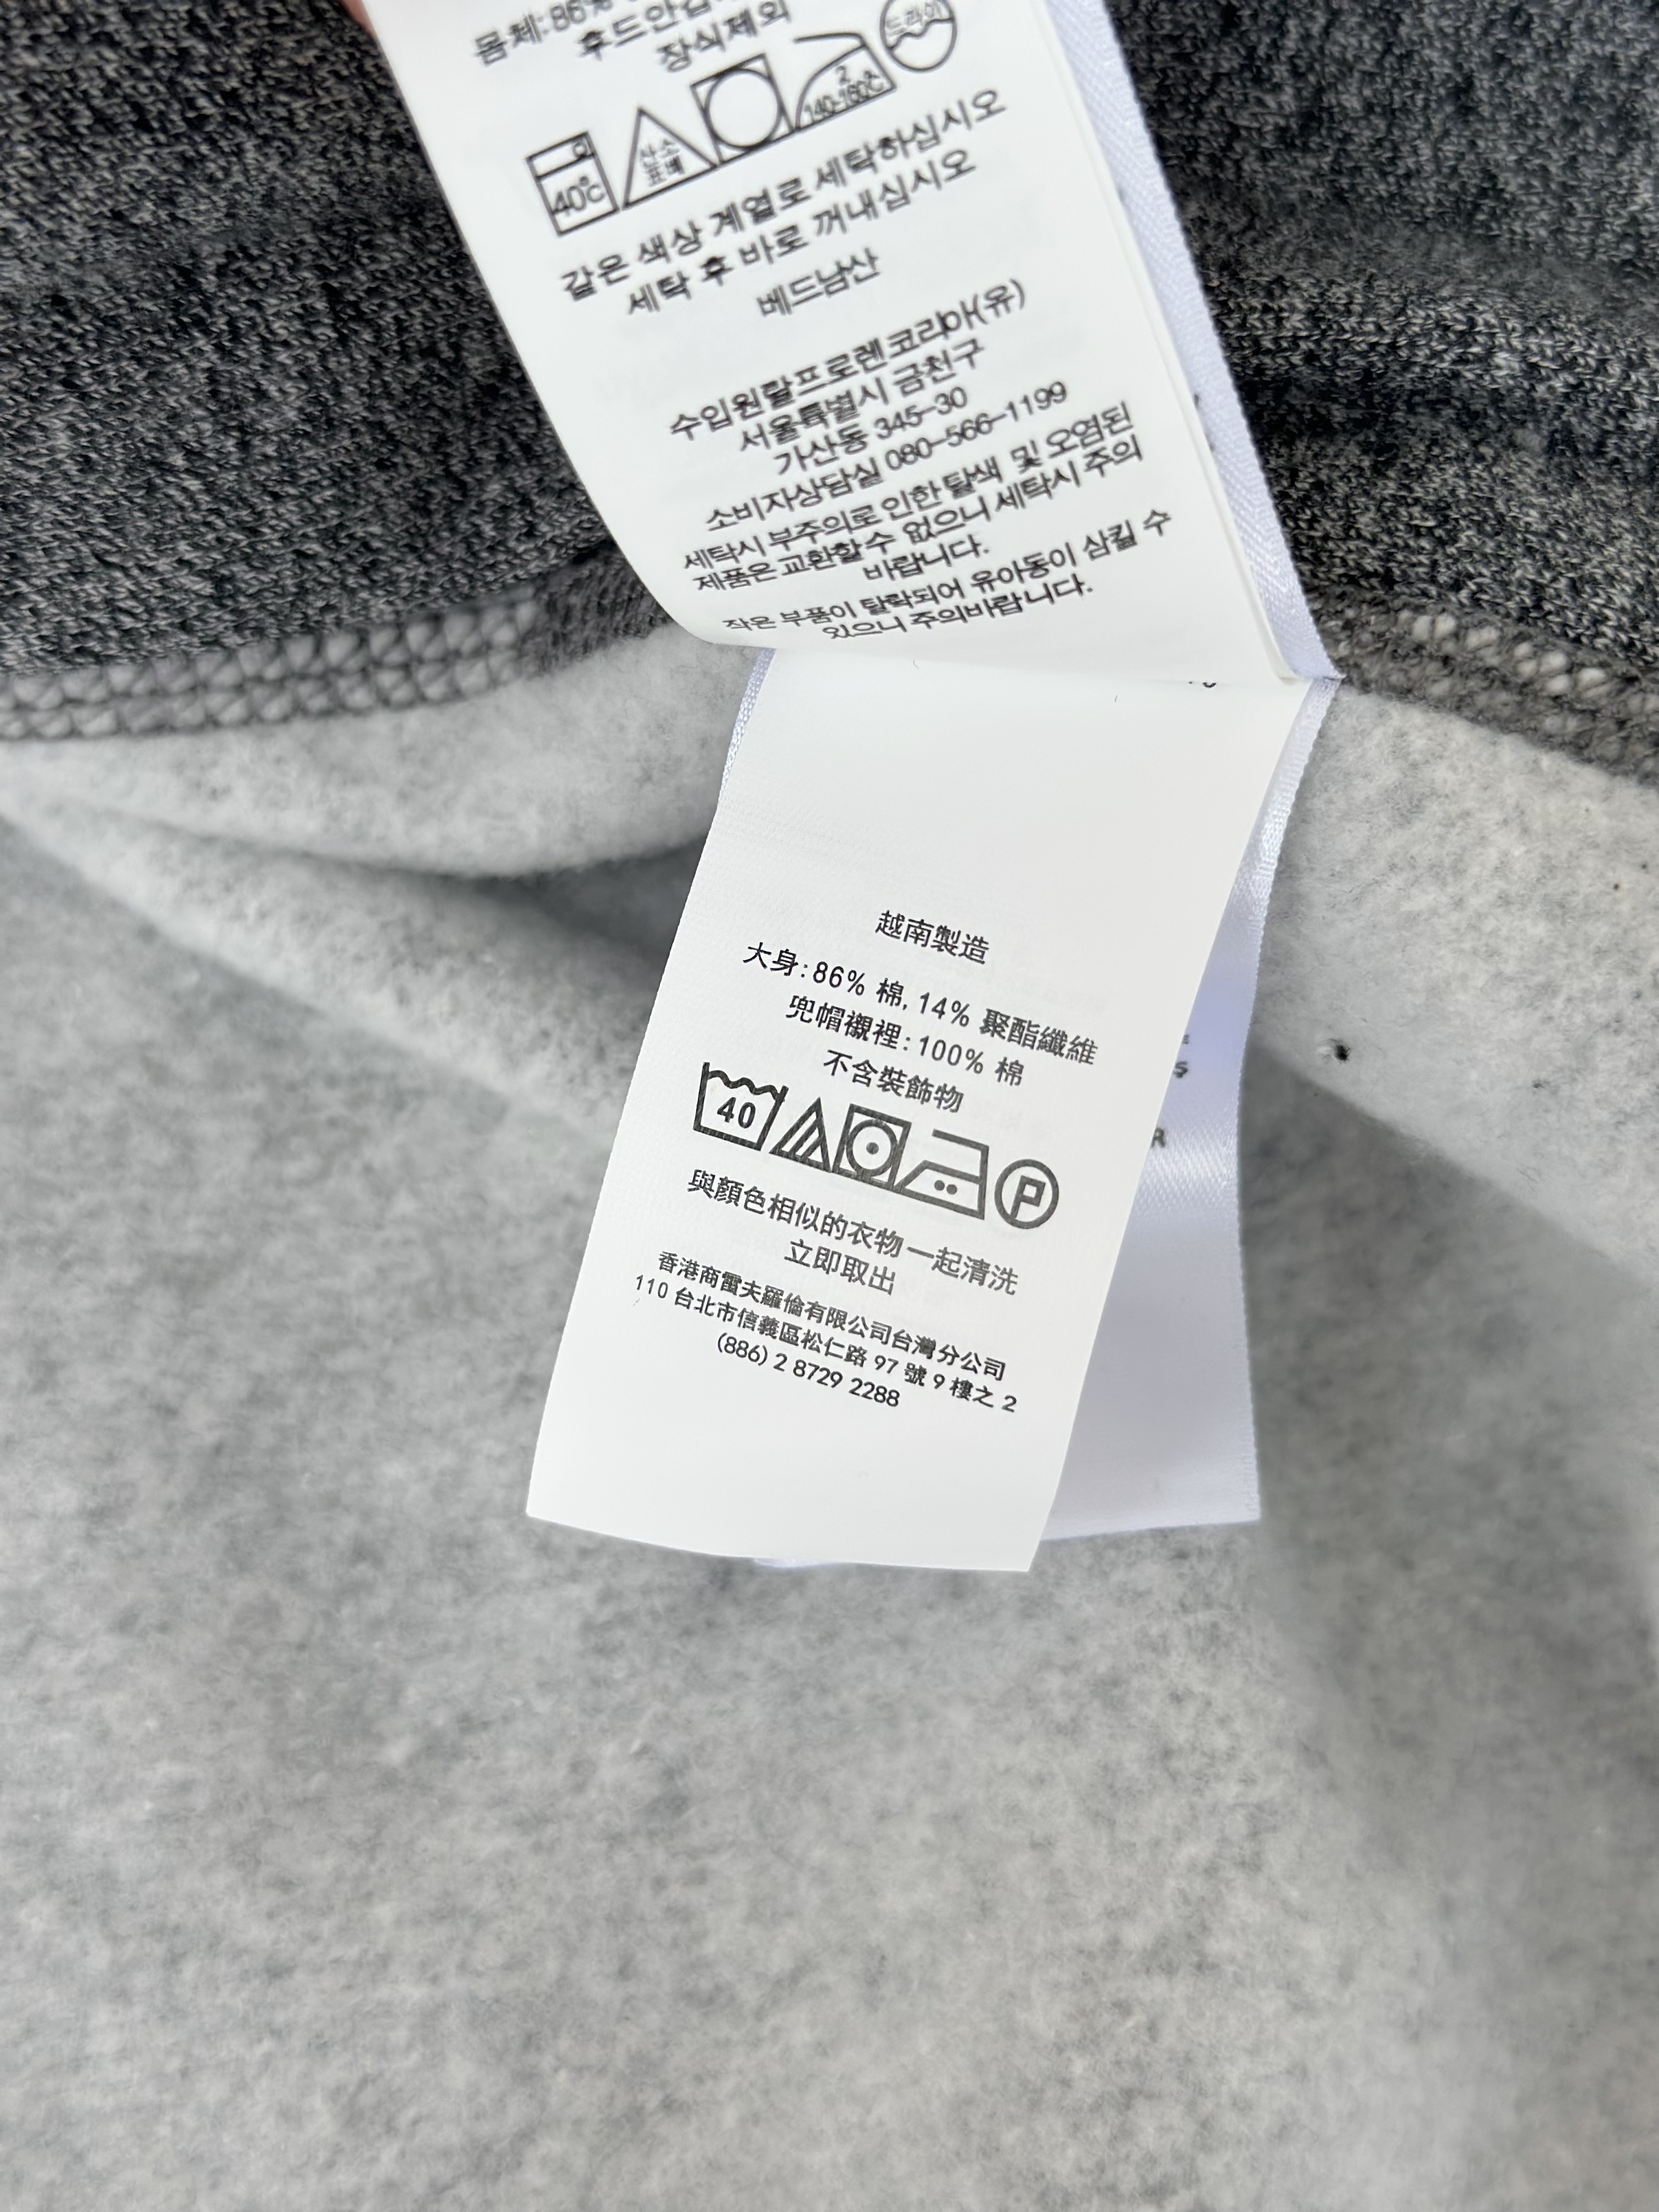 몸체:86%
후드안감
장식제외
40℃
산소
표백
2
140-160℃
드라이
같은 색상 계열로 세탁하십시오
세탁 후 바로 꺼내십시오
베드남산
수입원랄프로렌코리아(유)
서울특별시 금천구
가산동 345-30
소비자상담실 080-566-1199
세탁시 부주의로 인한 탈색 및 오염된
제품은 교환할수 없으니 세탁시 주의
바랍니다.
작은 부품이 탈락되어 유아동이 삼킬 수
있으니 주의바랍니다.
越南製造
大身:86% 棉, 14% 聚酯纖維
兜帽襯裡:100% 棉
不含裝飾物
40
P
與顏色相似的衣物一起清洗
立即取出
香港商雷夫羅倫有限公司台灣分公司
110 台北市信義區松仁路 97 號 9 樓之 2
(886) 2 8729 2288
S
R